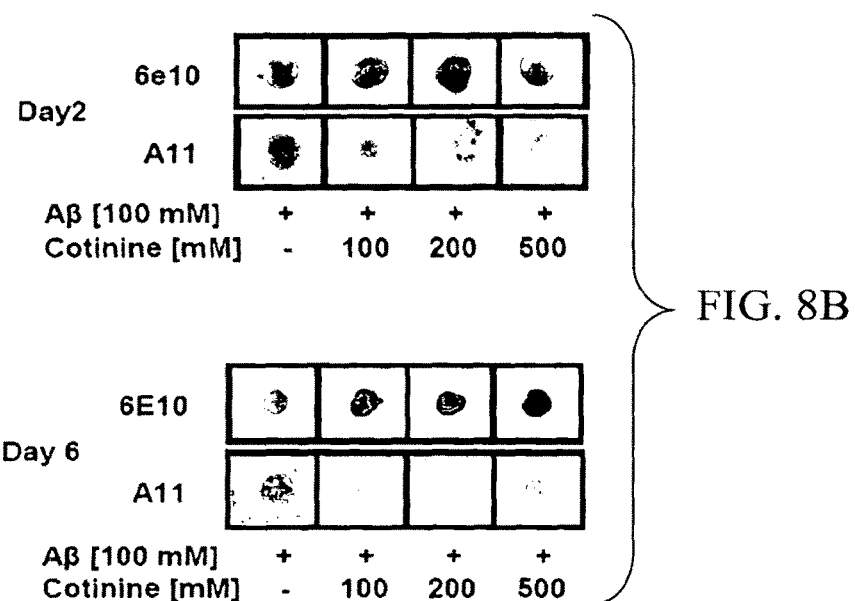 6e10
Day2
A11
Aβ [100 mM] + + + +
Cotinine [mM] - 100 200 500
FIG. 8B
6E10
Day 6
A11
Aβ [100 mM] + + + +
Cotinine [mM] - 100 200 500